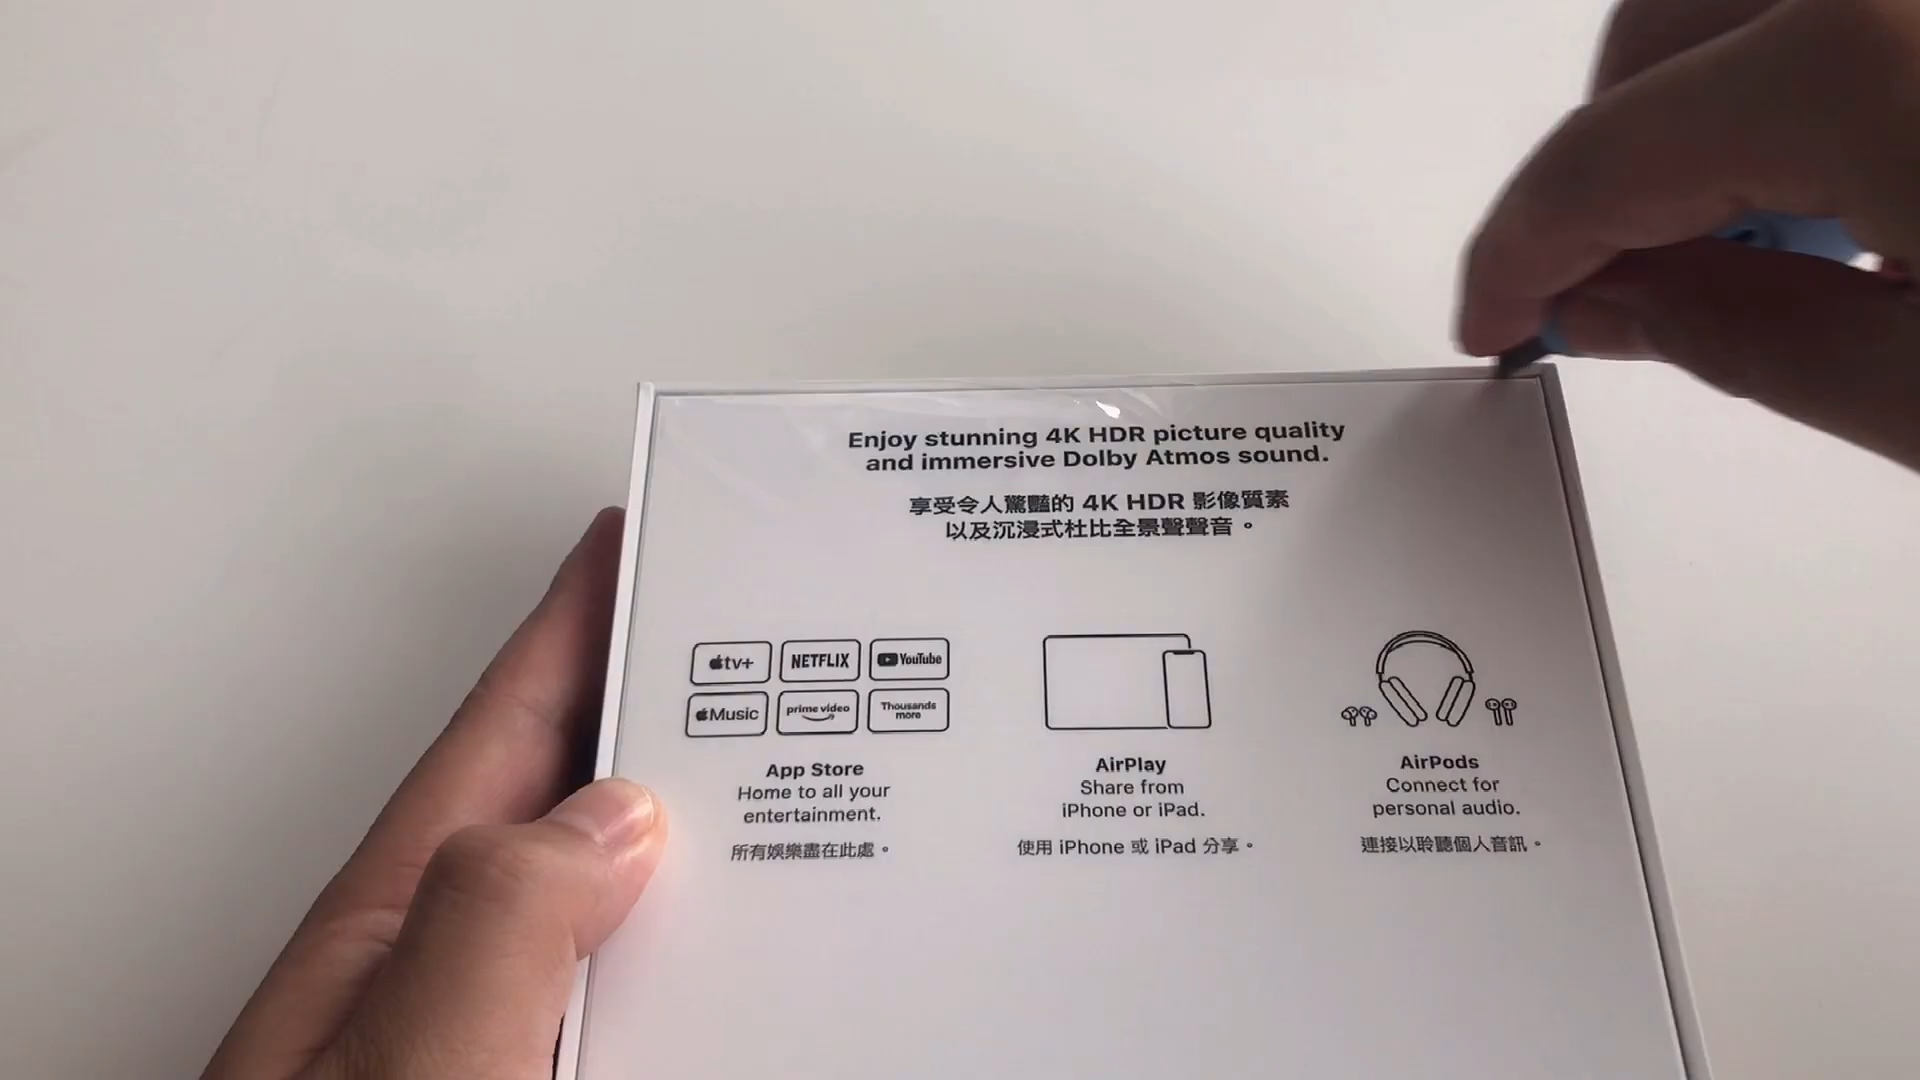 Enjoy stunning 4K HDR picture quality
and immersive Dolby Atmos sound.
享受令人驚豔的 4K HDR 影像質素
以及沉浸式杜比全景聲聲音。
tv+
NETFLIX
YouTube
Music
prime video
Thousands
more
App Store
Home to all your
entertainment.
所有娛樂盡在此處。
AirPlay
Share from
iPhone or iPad.
使用 iPhone 或 iPad 分享。
AirPods
Connect for
personal audio.
連接以聆聽個人音訊。